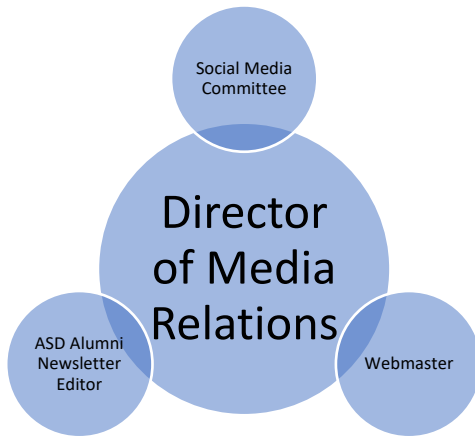 Social Media
Committee
Director
of Media
Relations
ASD Alumni
Newsletter
Editor
Webmaster